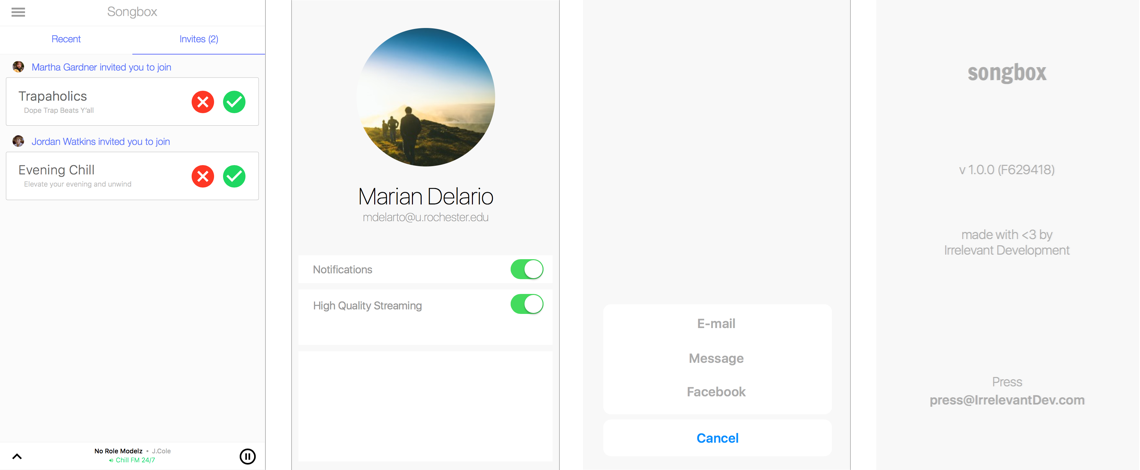 Songbox
Recent
Invites (2)
Martha Gardner invited you to join
Trapaholics
Dope Trap Beats Y'all
Jordan Watkins invited you to join
Evening Chill
Elevate your evening and unwind
No Role Modelz • J.Cole
Chill FM 24/7
Marian Delario
mdelarto@u.rochester.edu
Notifications
High Quality Streaming
E-mail
Message
Facebook
Cancel
songbox
v 1.0.0 (F629418)
made with <3 by
Irrelevant Development
Press
press@IrrelevantDev.com